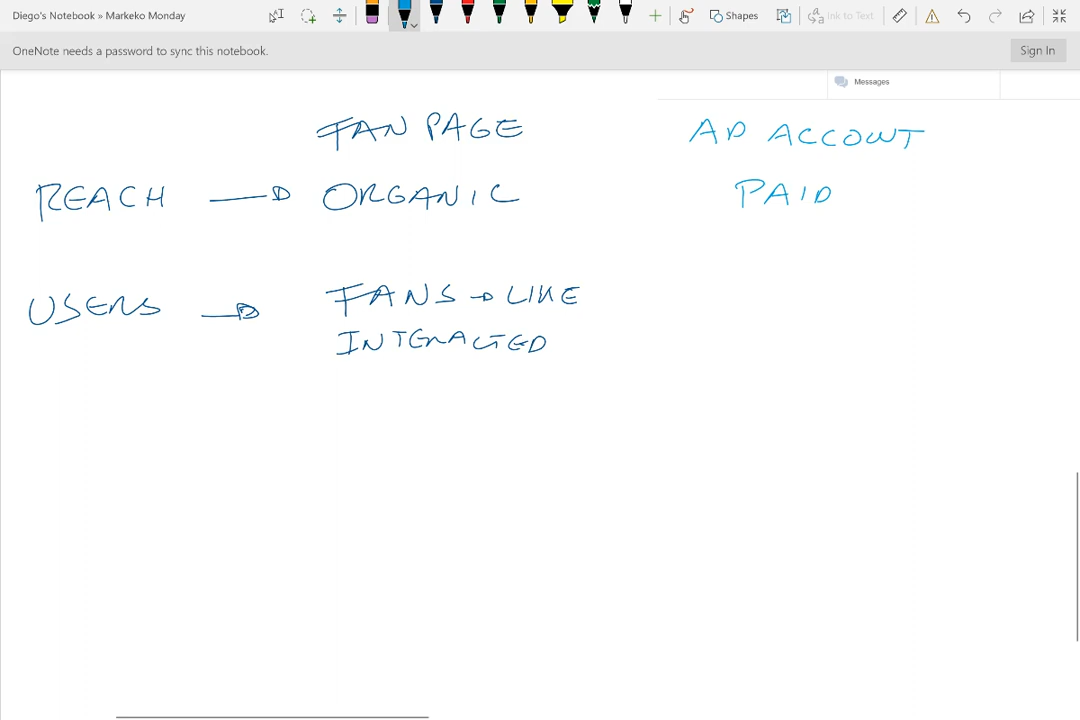 Diego's Notebook » Markeko Monday
Shapes
Ink to Text
OneNote needs a password to sync this notebook.
Sign In
Messages
FAN PAGE
AD ACCOUNT
REACH → ORGANIC
PAID
USERS → FANS → LIKE
INTERACTED